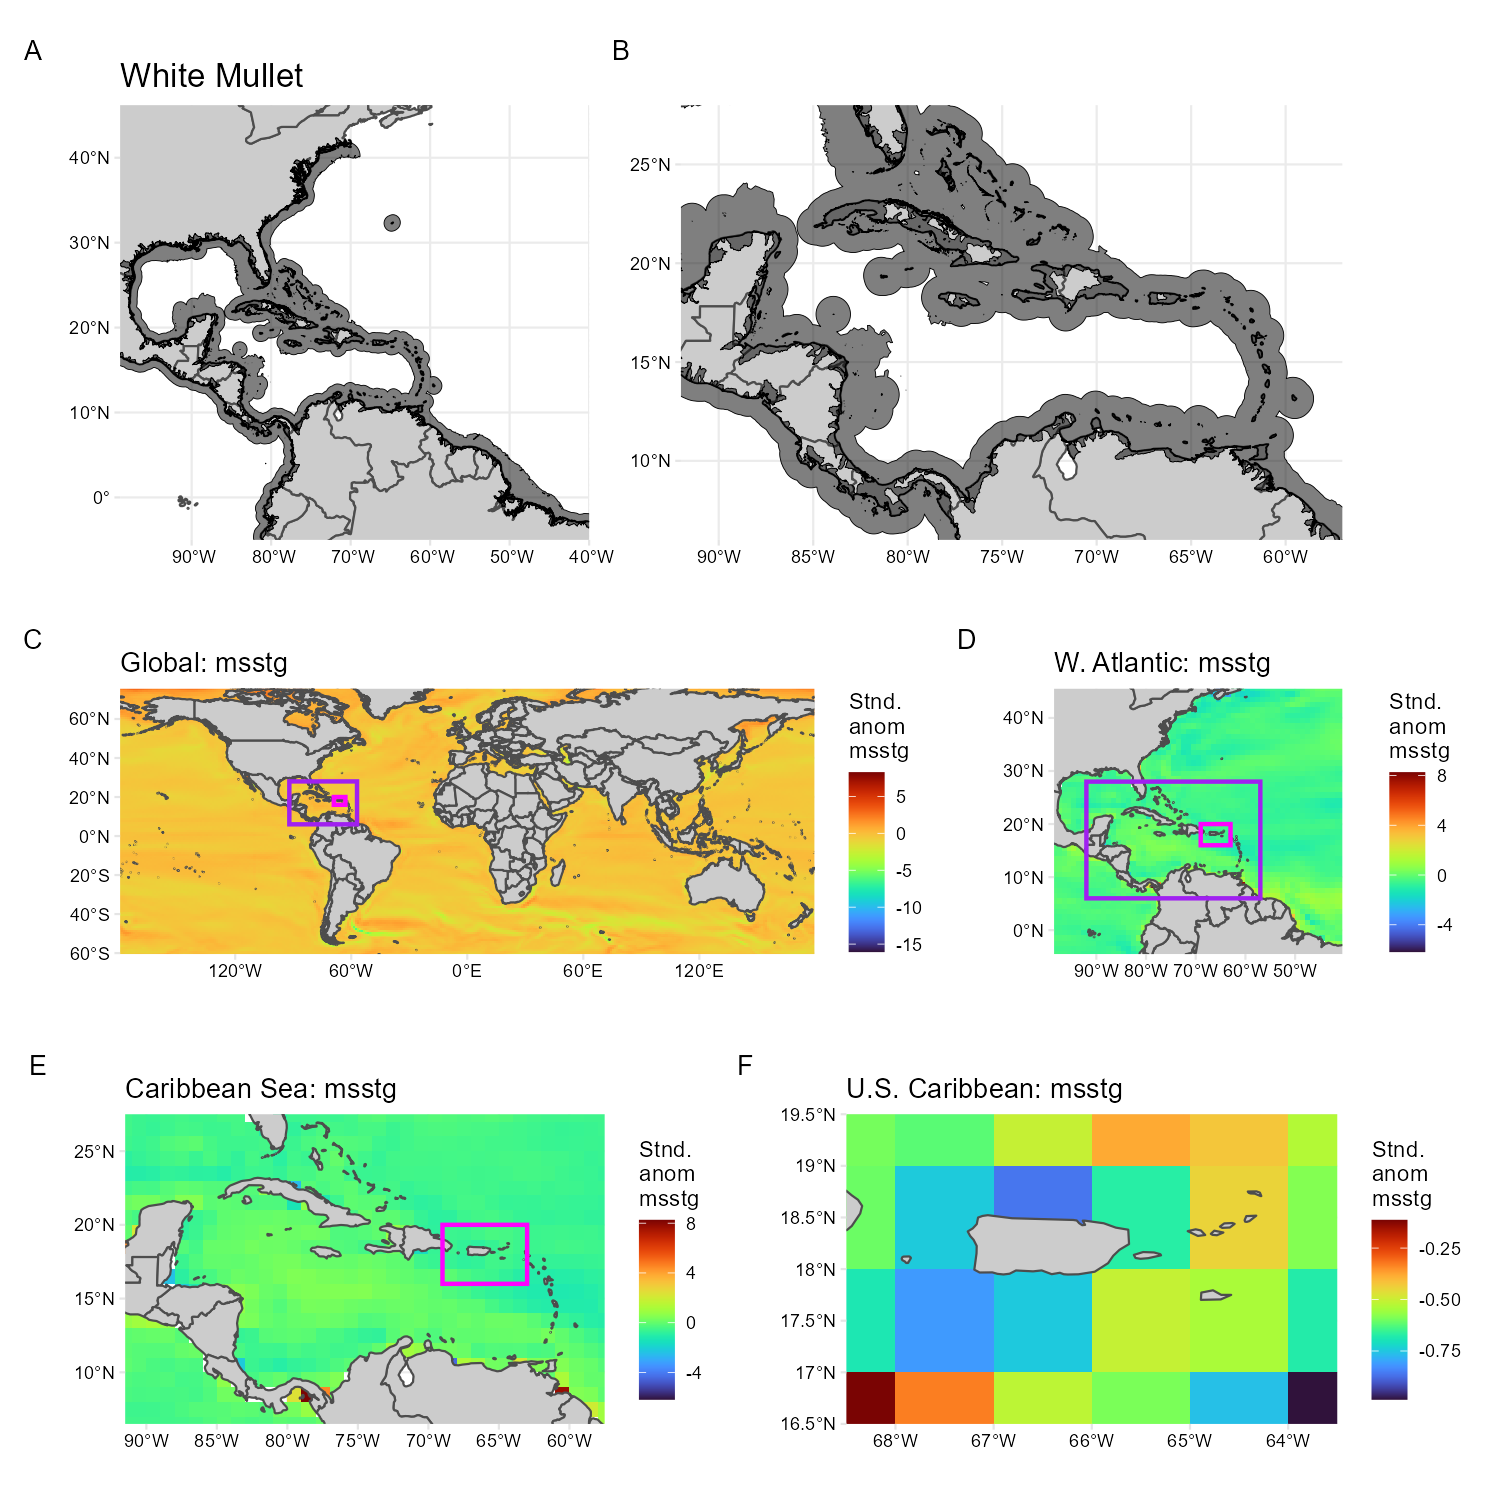 A
B
White Mullet
40°N
30°N
20°N
10°N
0°
90°W 80°W 70°W 60°W 50°W 40°W
25°N
20°N
15°N
10°N
90°W 85°W 80°W 75°W 70°W 65°W 60°W
C
D
Global: msstg
60°N
40°N
20°N
0°N
20°S
40°S
60°S
120°W 60°W 0°E 60°E 120°E
Stnd.
anom
msstg
5
0
-5
-10
-15
W. Atlantic: msstg
40°N
30°N
20°N
10°N
0°N
90°W 80°W 70°W 60°W 50°W
Stnd.
anom
msstg
8
4
0
-4
E
F
Caribbean Sea: msstg
25°N
20°N
15°N
10°N
90°W 85°W 80°W 75°W 70°W 65°W 60°W
Stnd.
anom
msstg
8
4
0
-4
U.S. Caribbean: msstg
19.5°N
19°N
18.5°N
18°N
17.5°N
17°N
16.5°N
68°W 67°W 66°W 65°W 64°W
Stnd.
anom
msstg
-0.25
-0.50
-0.75